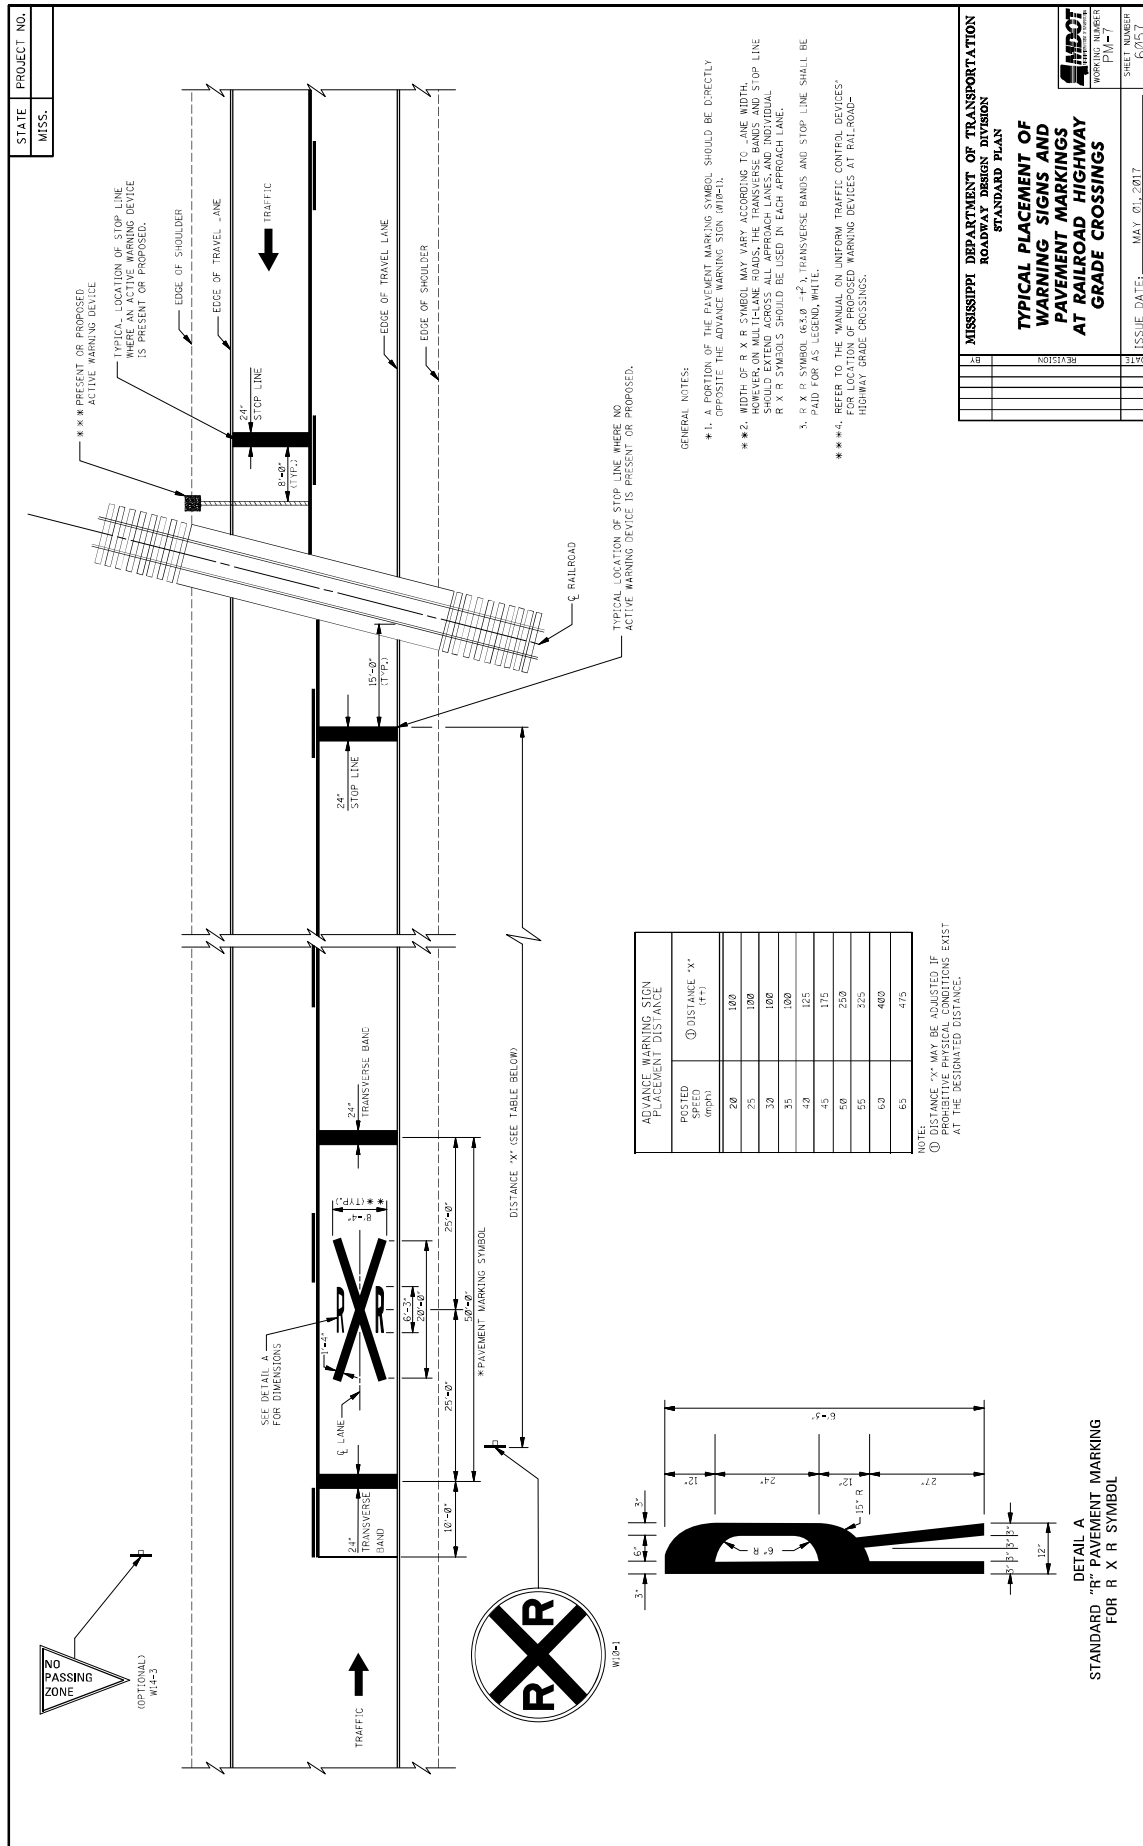 STATE PROJECT NO.
MISS.
* * * PRESENT OR PROPOSED
ACTIVE WARNING DEVICE
TYPICAL LOCATION OF STOP LINE
WHERE AN ACTIVE WARNING DEVICE
IS PRESENT OR PROPOSED.
EDGE OF SHOULDER
EDGE OF TRAVEL LANE
TRAFFIC
EDGE OF TRAVEL LANE
EDGE OF SHOULDER
24"
STOP LINE
8'-0"
(TYP.)
15'-0"
(TYP.)
℄ RAILROAD
TYPICAL LOCATION OF STOP LINE WHERE NO
ACTIVE WARNING DEVICE IS PRESENT OR PROPOSED.
24"
STOP LINE
24"
TRANSVERSE BAND
8'-4"
(TYP.) * *
SEE DETAIL A
FOR DIMENSIONS
1'-4"
R X R
℄ LANE
24"
TRANSVERSE
BAND
6'-3"
20'-0"
25'-0"
25'-0"
50'-0"
10'-0"
* PAVEMENT MARKING SYMBOL
DISTANCE "X" (SEE TABLE BELOW)
NO
PASSING
ZONE
(OPTIONAL)
W14-3
TRAFFIC
R R
W10-1
GENERAL NOTES:
* 1. A PORTION OF THE PAVEMENT MARKING SYMBOL SHOULD BE DIRECTLY
OPPOSITE THE ADVANCE WARNING SIGN (W10-1).
* * 2. WIDTH OF R X R SYMBOL MAY VARY ACCORDING TO LANE WIDTH.
HOWEVER, ON MULTI-LANE ROADS, THE TRANSVERSE BANDS AND STOP LINE
SHOULD EXTEND ACROSS ALL APPROACH LANES, AND INDIVIDUAL
R X R SYMBOLS SHOULD BE USED IN EACH APPROACH LANE.
3. R X R SYMBOL (63.0 ft²), TRANSVERSE BANDS AND STOP LINE SHALL BE
PAID FOR AS LEGEND, WHITE.
* * * 4. REFER TO THE "MANUAL ON UNIFORM TRAFFIC CONTROL DEVICES"
FOR LOCATION OF PROPOSED WARNING DEVICES AT RAILROAD-
HIGHWAY GRADE CROSSINGS.
ADVANCE WARNING SIGN
PLACEMENT DISTANCE
POSTED
SPEED
(mph)
① DISTANCE "X"
(ft)
20 100
25 100
30 100
35 100
40 125
45 175
50 250
55 325
60 400
65 475
NOTE:
① DISTANCE "X" MAY BE ADJUSTED IF
PROHIBITIVE PHYSICAL CONDITIONS EXIST
AT THE DESIGNATED DISTANCE.
3" 6" 3"
12"
24"
12"
27"
6'-3"
6" R
15" R
3" 3" 3" 3"
12"
DETAIL A
STANDARD "R" PAVEMENT MARKING
FOR R X R SYMBOL
BY
REVISION
DATE
MISSISSIPPI DEPARTMENT OF TRANSPORTATION
ROADWAY DESIGN DIVISION
STANDARD PLAN
TYPICAL PLACEMENT OF
WARNING SIGNS AND
PAVEMENT MARKINGS
AT RAILROAD HIGHWAY
GRADE CROSSINGS
MDOT
WORKING NUMBER
PM-7
SHEET NUMBER
6057
ISSUE DATE: MAY 01, 2017